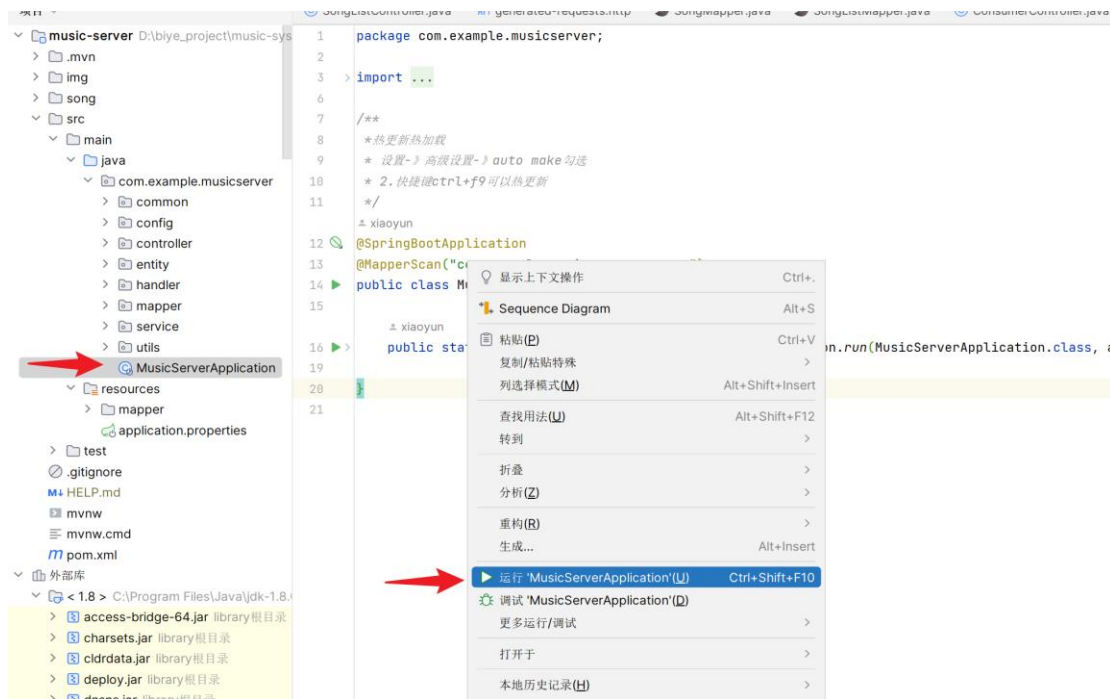 SongListController.java generated-requests.http SongMapper.java SongListMapper.java ConsumerController.java
music-server D:\biye_project\music-sys
.mvn
img
song
src
main
java
com.example.musicserver
common
config
controller
entity
handler
mapper
service
utils
MusicServerApplication
resources
mapper
application.properties
test
.gitignore
HELP.md
mvnw
mvnw.cmd
pom.xml
外部库
< 1.8 > C:\Program Files\Java\jdk-1.8.
access-bridge-64.jar library根目录
charsets.jar library根目录
cldrdata.jar library根目录
deploy.jar library根目录
1 package com.example.musicserver;
2
3 import ...
6
7 /**
8 *热更新热加载
9 * 设置-》高级设置-》auto make勾选
10 * 2.快捷键ctrl+f9可以热更新
11 */
xiaoyun
12 @SpringBootApplication
13 @MapperScan("co
14 public class M
15
xiaoyun
16 public sta n.run(MusicServerApplication.class, a
19
20 }
21
显示上下文操作 Ctrl+.
Sequence Diagram Alt+S
粘贴(P) Ctrl+V
复制/粘贴特殊
列选择模式(M) Alt+Shift+Insert
查找用法(U) Alt+Shift+F12
转到
折叠
分析(Z)
重构(R)
生成... Alt+Insert
运行 'MusicServerApplication'(U) Ctrl+Shift+F10
调试 'MusicServerApplication'(D)
更多运行/调试
打开于
本地历史记录(H)